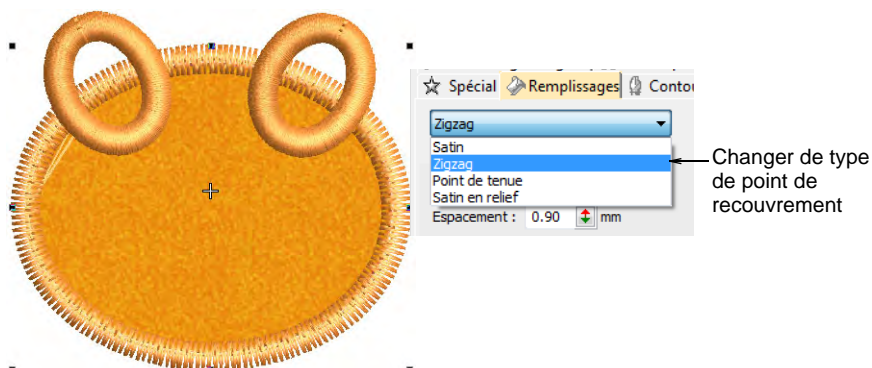 Spécial Remplissages Conto
Zigzag
Satin
Zigzag
Point de tenue
Satin en relief
Espacement : 0.90 mm
Changer de type
de point de
recouvrement